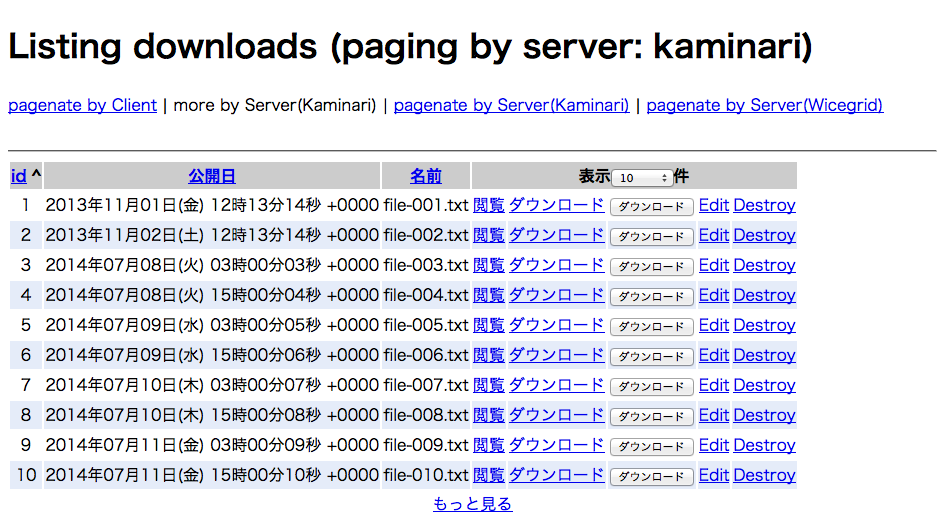 Listing downloads (paging by server: kaminari)
pagenate by Client | more by Server(Kaminari) | pagenate by Server(Kaminari) | pagenate by Server(Wicegrid)
id ^ 公開日 名前 表示 10 件
1 2013年11月01日(金) 12時13分14秒 +0000 file-001.txt 閲覧 ダウンロード ダウンロード Edit Destroy
2 2013年11月02日(土) 12時13分14秒 +0000 file-002.txt 閲覧 ダウンロード ダウンロード Edit Destroy
3 2014年07月08日(火) 03時00分03秒 +0000 file-003.txt 閲覧 ダウンロード ダウンロード Edit Destroy
4 2014年07月08日(火) 15時00分04秒 +0000 file-004.txt 閲覧 ダウンロード ダウンロード Edit Destroy
5 2014年07月09日(水) 03時00分05秒 +0000 file-005.txt 閲覧 ダウンロード ダウンロード Edit Destroy
6 2014年07月09日(水) 15時00分06秒 +0000 file-006.txt 閲覧 ダウンロード ダウンロード Edit Destroy
7 2014年07月10日(木) 03時00分07秒 +0000 file-007.txt 閲覧 ダウンロード ダウンロード Edit Destroy
8 2014年07月10日(木) 15時00分08秒 +0000 file-008.txt 閲覧 ダウンロード ダウンロード Edit Destroy
9 2014年07月11日(金) 03時00分09秒 +0000 file-009.txt 閲覧 ダウンロード ダウンロード Edit Destroy
10 2014年07月11日(金) 15時00分10秒 +0000 file-010.txt 閲覧 ダウンロード ダウンロード Edit Destroy
もっと見る